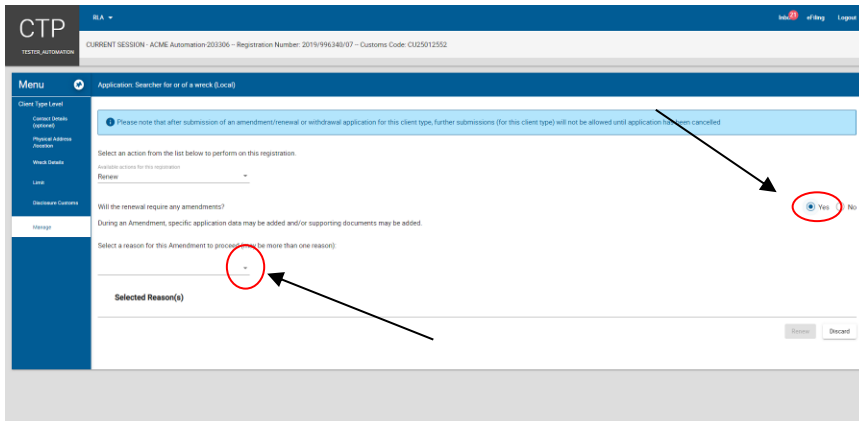 CTP
TESTER_AUTOMATION
RLA
Inbox 21 eFiling Logout
CURRENT SESSION - ACME Automation-203306 – Registration Number: 2019/996340/07 – Customs Code: CU25012552
Menu
Application: Searcher for or of a wreck (Local)
Client Type Level
Contact Details
(optional)
Physical Address
/location
Wreck Details
Disclosure Customs
Manage
Please note that after submission of an amendment/renewal or withdrawal application for this client type, further submissions (for this client type) will not be allowed until application has been cancelled
Select an action from the list below to perform on this registration.
Available actions for this registration
Renew
Will the renewal require any amendments?
Yes No
During an Amendment, specific application data may be added and/or supporting documents may be added.
Select a reason for this Amendment to proceed (may be more than one reason):
Selected Reason(s)
Renew Discard